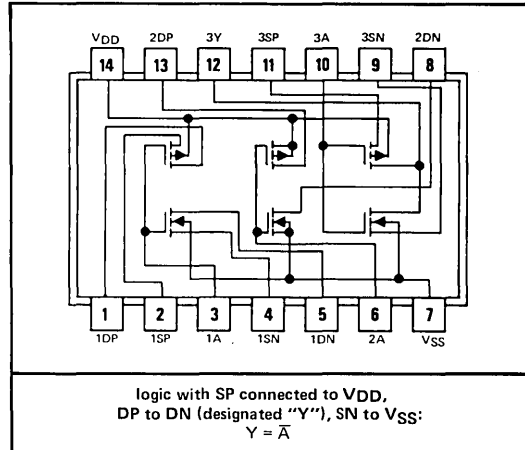 VDD 2DP 3Y 3SP 3A 3SN 2DN
14 13 12 11 10 9 8
1 2 3 4 5 6 7
1DP 1SP 1A 1SN 1DN 2A VSS
logic with SP connected to VDD,
DP to DN (designated "Y"), SN to VSS:
Y = A̅